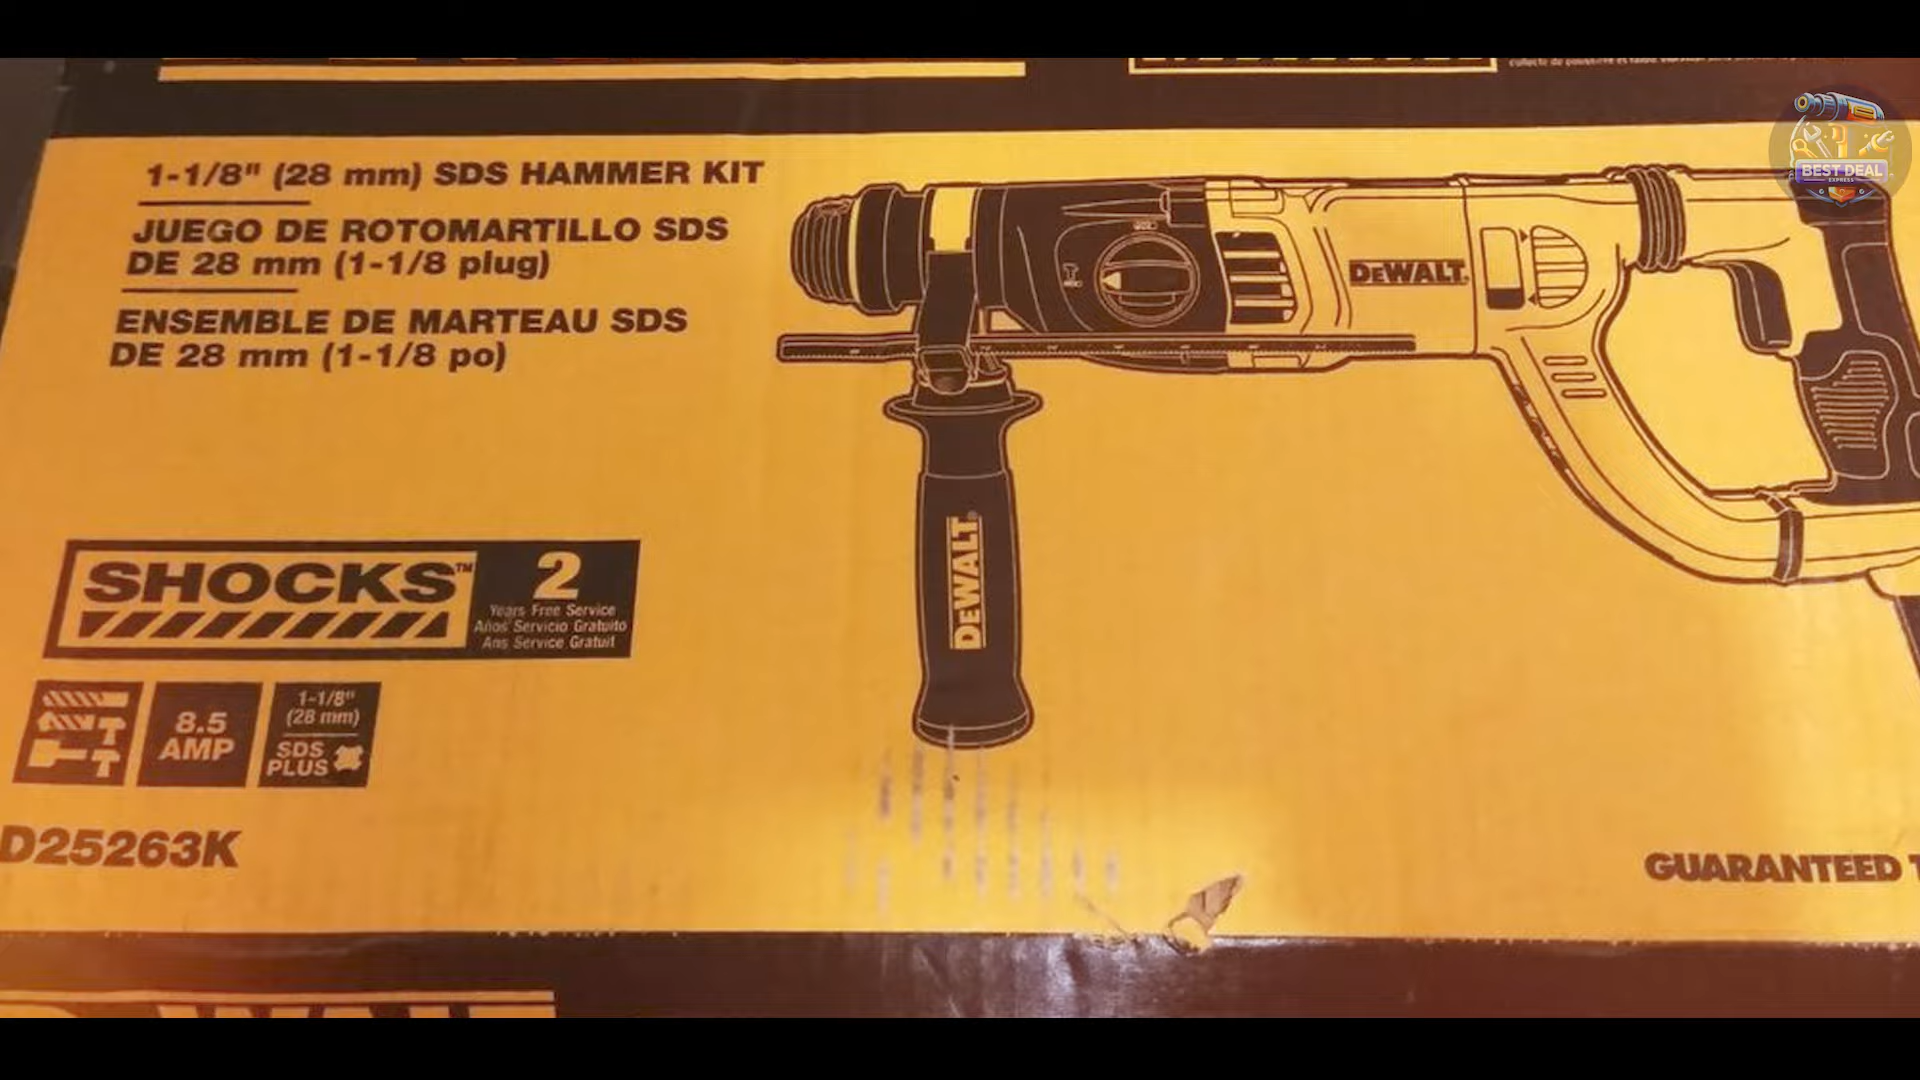 1-1/8" (28 mm) SDS HAMMER KIT
JUEGO DE ROTOMARTILLO SDS
DE 28 mm (1-1/8 plug)
ENSEMBLE DE MARTEAU SDS
DE 28 mm (1-1/8 po)
DEWALT
DEWALT
BEST DEAL
EXPRESS
SHOCKS™
2
Years Free Service
Años Servicio Gratuito
Ans Service Gratuit
8.5
AMP
1-1/8"
(28 mm)
SDS
PLUS
D25263K
GUARANTEED